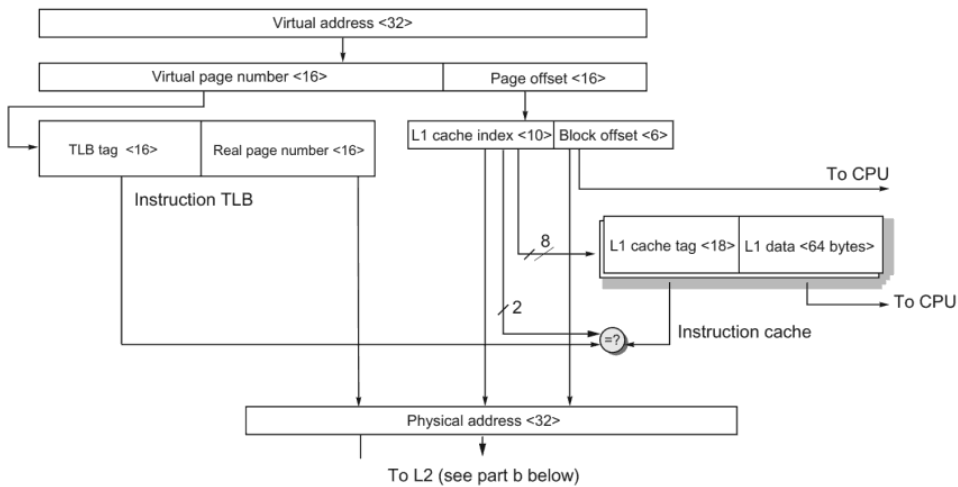 Virtual address <32>
Virtual page number <16>
Page offset <16>
TLB tag <16>
Real page number <16>
L1 cache index <10>
Block offset <6>
To CPU
Instruction TLB
8
L1 cache tag <18>
L1 data <64 bytes>
2
To CPU
Instruction cache
=?
Physical address <32>
To L2 (see part b below)